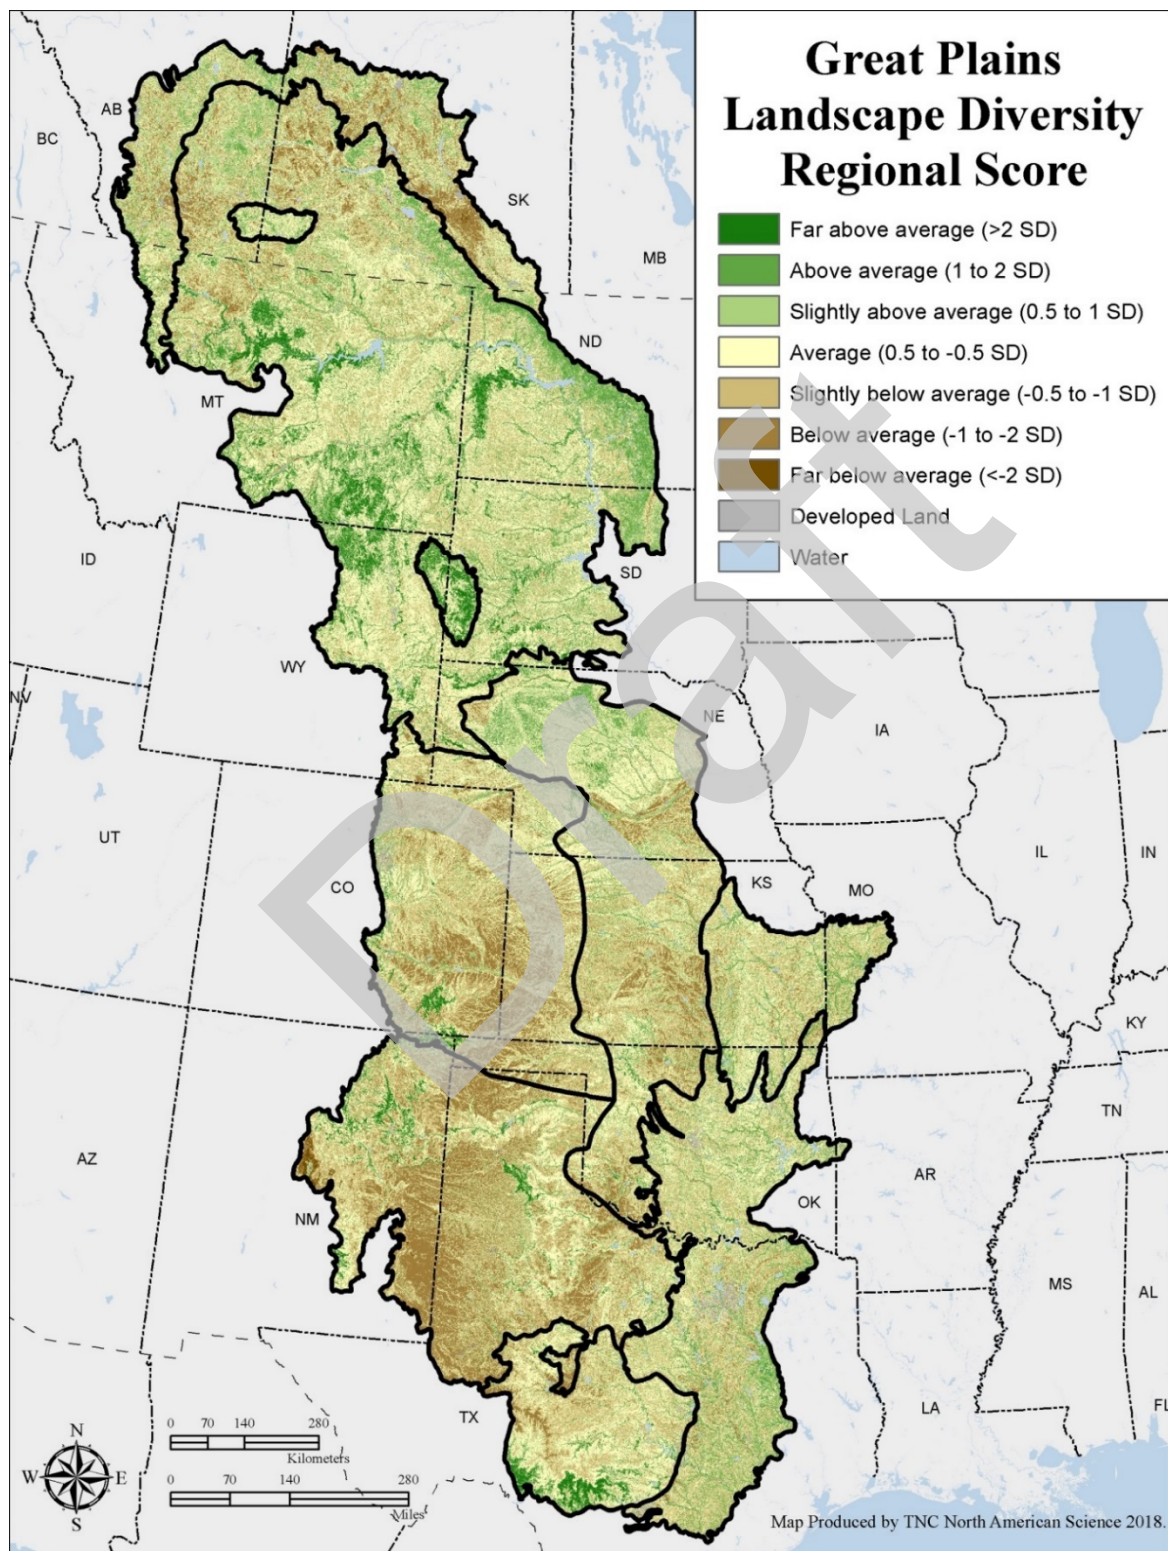 Great Plains
Landscape Diversity
Regional Score
Far above average (>2 SD)
Above average (1 to 2 SD)
Slightly above average (0.5 to 1 SD)
Average (0.5 to -0.5 SD)
Slightly below average (-0.5 to -1 SD)
Below average (-1 to -2 SD)
Far below average (<-2 SD)
Developed Land
Water
Draft
AB
BC
SK
MB
ND
MT
ID
SD
WY
NV
NE
IA
UT
IL
IN
CO
KS
MO
KY
TN
AZ
AR
OK
NM
MS
AL
TX
LA
FL
N
W E
S
0 70 140 280
Kilometers
0 70 140 280
Miles
Map Produced by TNC North American Science 2018.